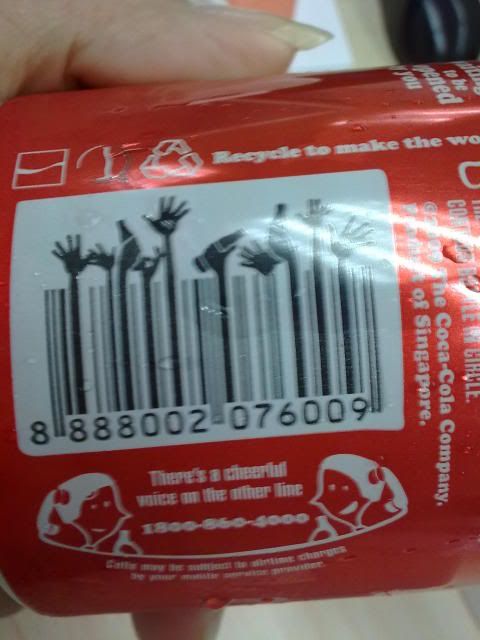 Recycle to make the wo
8 888002 076009
There's a cheerful
voice on the other line
1800-860-4000
Calls may be subject to airtime charges
by your mobile service provider.
The Coca-Cola Company.
Product of Singapore.